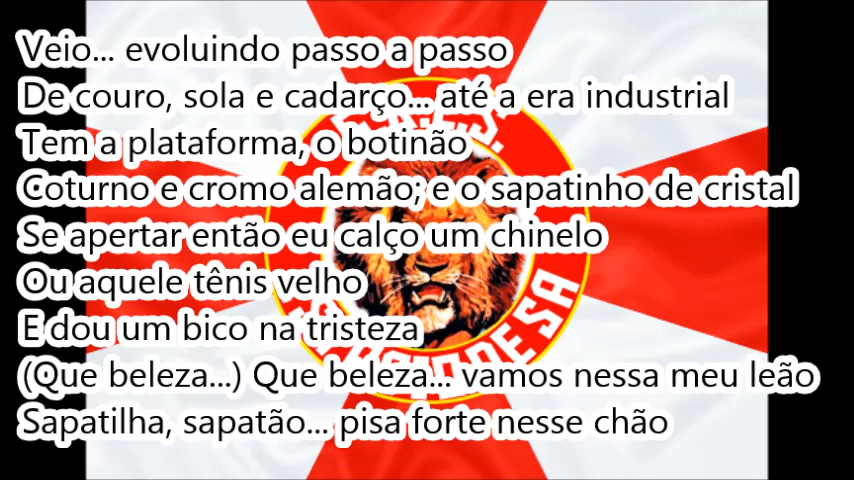 Veio... evoluindo passo a passo
De couro, sola e cadarço... até a era industrial
Tem a plataforma, o botinão
Coturno e cromo alemão; e o sapatinho de cristal
Se apertar então eu calço um chinelo
Ou aquele tênis velho
E dou um bico na tristeza
(Que beleza...) Que beleza... vamos nessa meu leão
Sapatilha, sapatão... pisa forte nesse chão